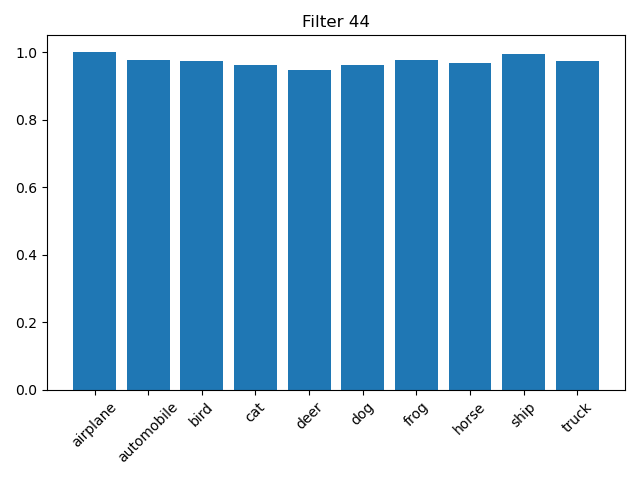 Filter 44
1.0
0.8
0.6
0.4
0.2
0.0
airplane
automobile
bird
cat
deer
dog
frog
horse
ship
truck